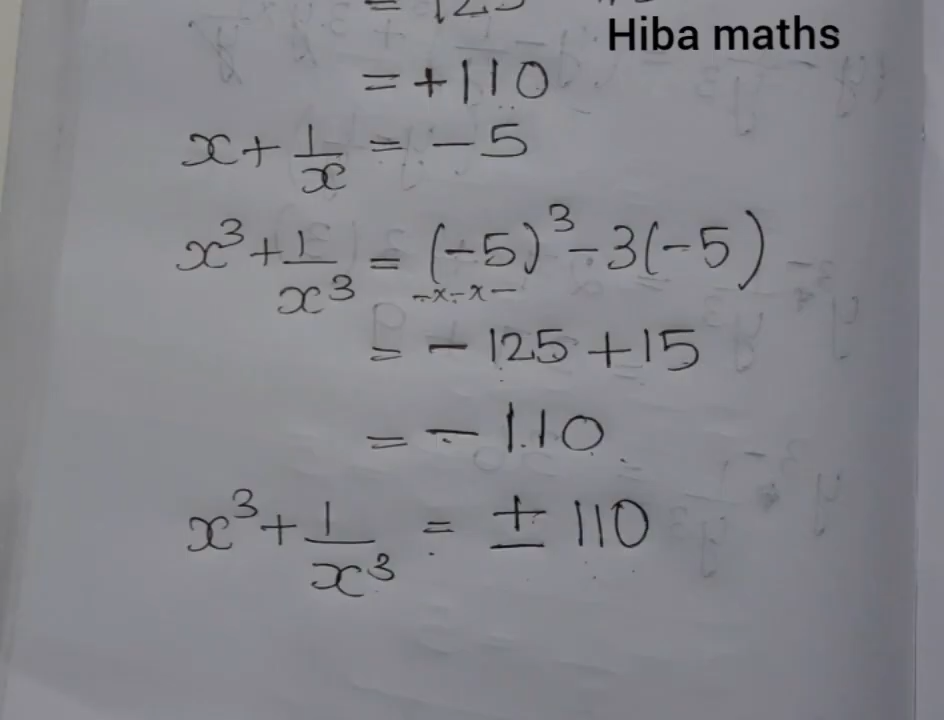 = 125
Hiba maths
= +110
x + 1/x = -5
x³ + 1/x³ = (-5)³ - 3(-5)
-x-x-
= - 125 + 15
= - 110
x³ + 1/x³ = ± 110